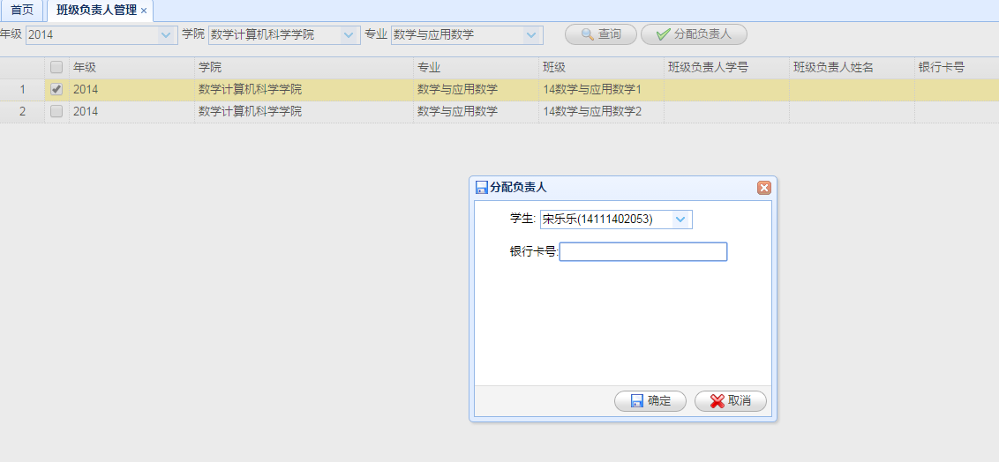 首页 班级负责人管理 ×
年级 2014 学院 数学计算机科学学院 专业 数学与应用数学 查询 分配负责人
年级 学院 专业 班级 班级负责人学号 班级负责人姓名 银行卡号
1 2014 数学计算机科学学院 数学与应用数学 14数学与应用数学1
2 2014 数学计算机科学学院 数学与应用数学 14数学与应用数学2
分配负责人
学生: 宋乐乐(14111402053)
银行卡号:
确定 取消